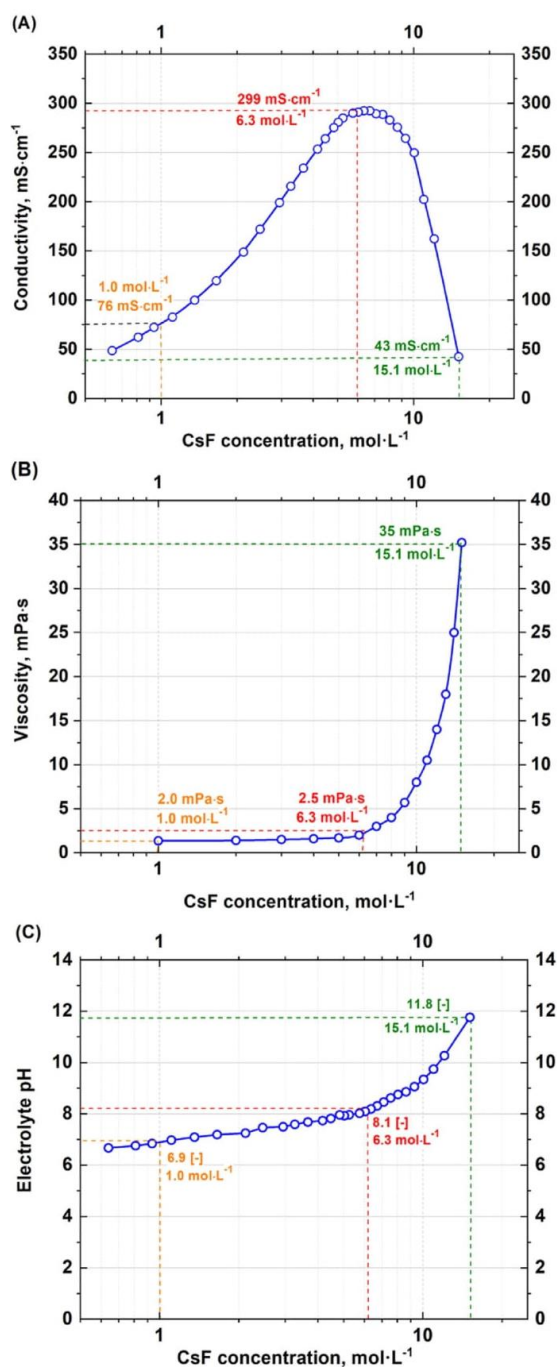 (A)
1 10
350 350
300 300
250 250
200 200
150 150
100 100
50 50
0 0
Conductivity, mS·cm⁻¹
299 mS·cm⁻¹
6.3 mol·L⁻¹
1.0 mol·L⁻¹
76 mS·cm⁻¹
43 mS·cm⁻¹
15.1 mol·L⁻¹
1 10
CsF concentration, mol·L⁻¹
(B)
1 10
40 40
35 35
30 30
25 25
20 20
15 15
10 10
5 5
0 0
Viscosity, mPa·s
35 mPa·s
15.1 mol·L⁻¹
2.0 mPa·s
1.0 mol·L⁻¹
2.5 mPa·s
6.3 mol·L⁻¹
1 10
CsF concentration, mol·L⁻¹
(C)
1 10
14 14
12 12
10 10
8 8
6 6
4 4
2 2
0 0
Electrolyte pH
11.8 [-]
15.1 mol·L⁻¹
8.1 [-]
6.3 mol·L⁻¹
6.9 [-]
1.0 mol·L⁻¹
1 10
CsF concentration, mol·L⁻¹